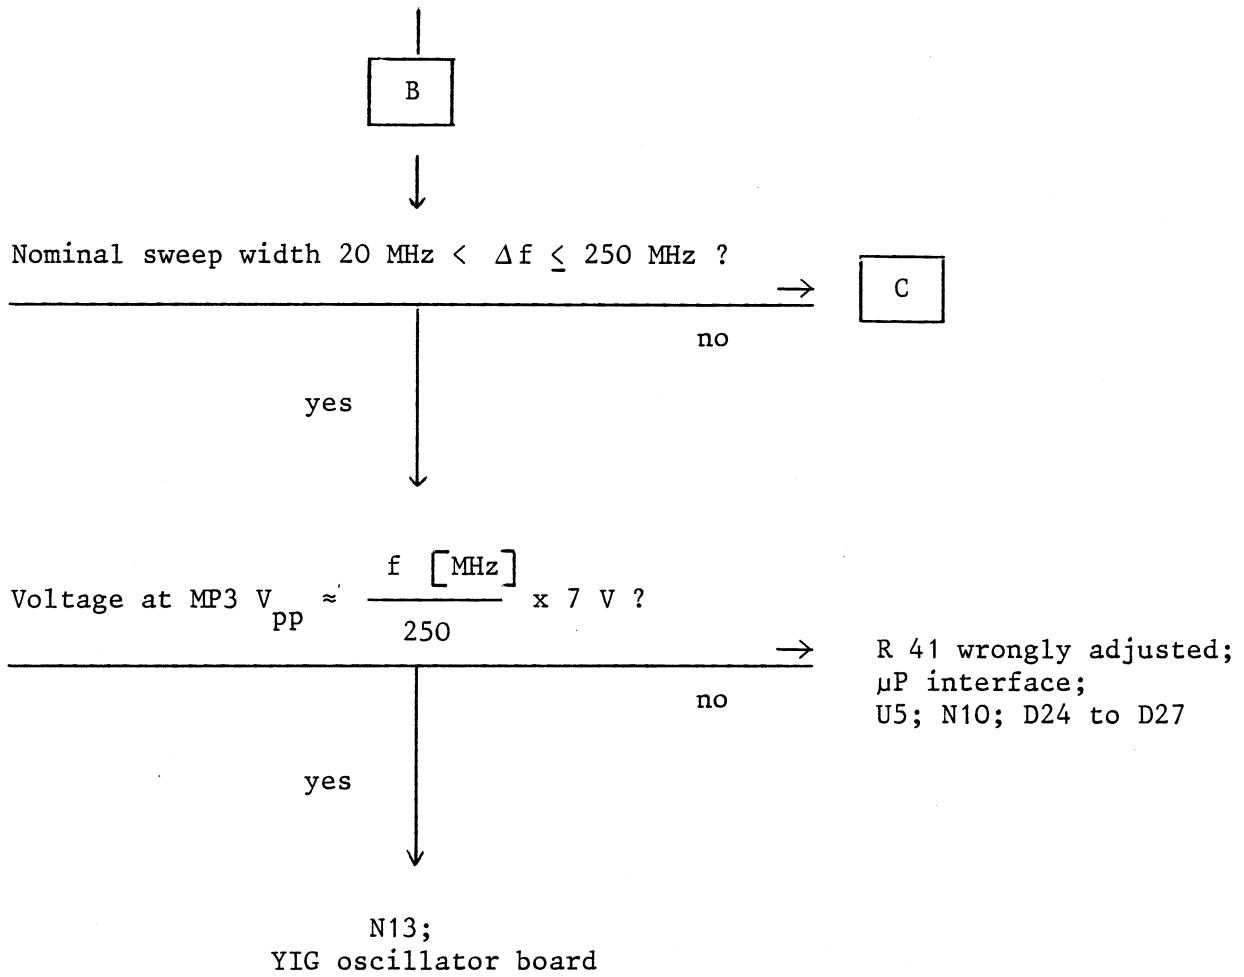 B
Nominal sweep width 20 MHz < Δf ≤ 250 MHz ?
C
no
yes
f [MHz]
Voltage at MP3 Vpp ≈ x 7 V ?
250
R 41 wrongly adjusted;
µP interface;
no
U5; N10; D24 to D27
yes
N13;
YIG oscillator board